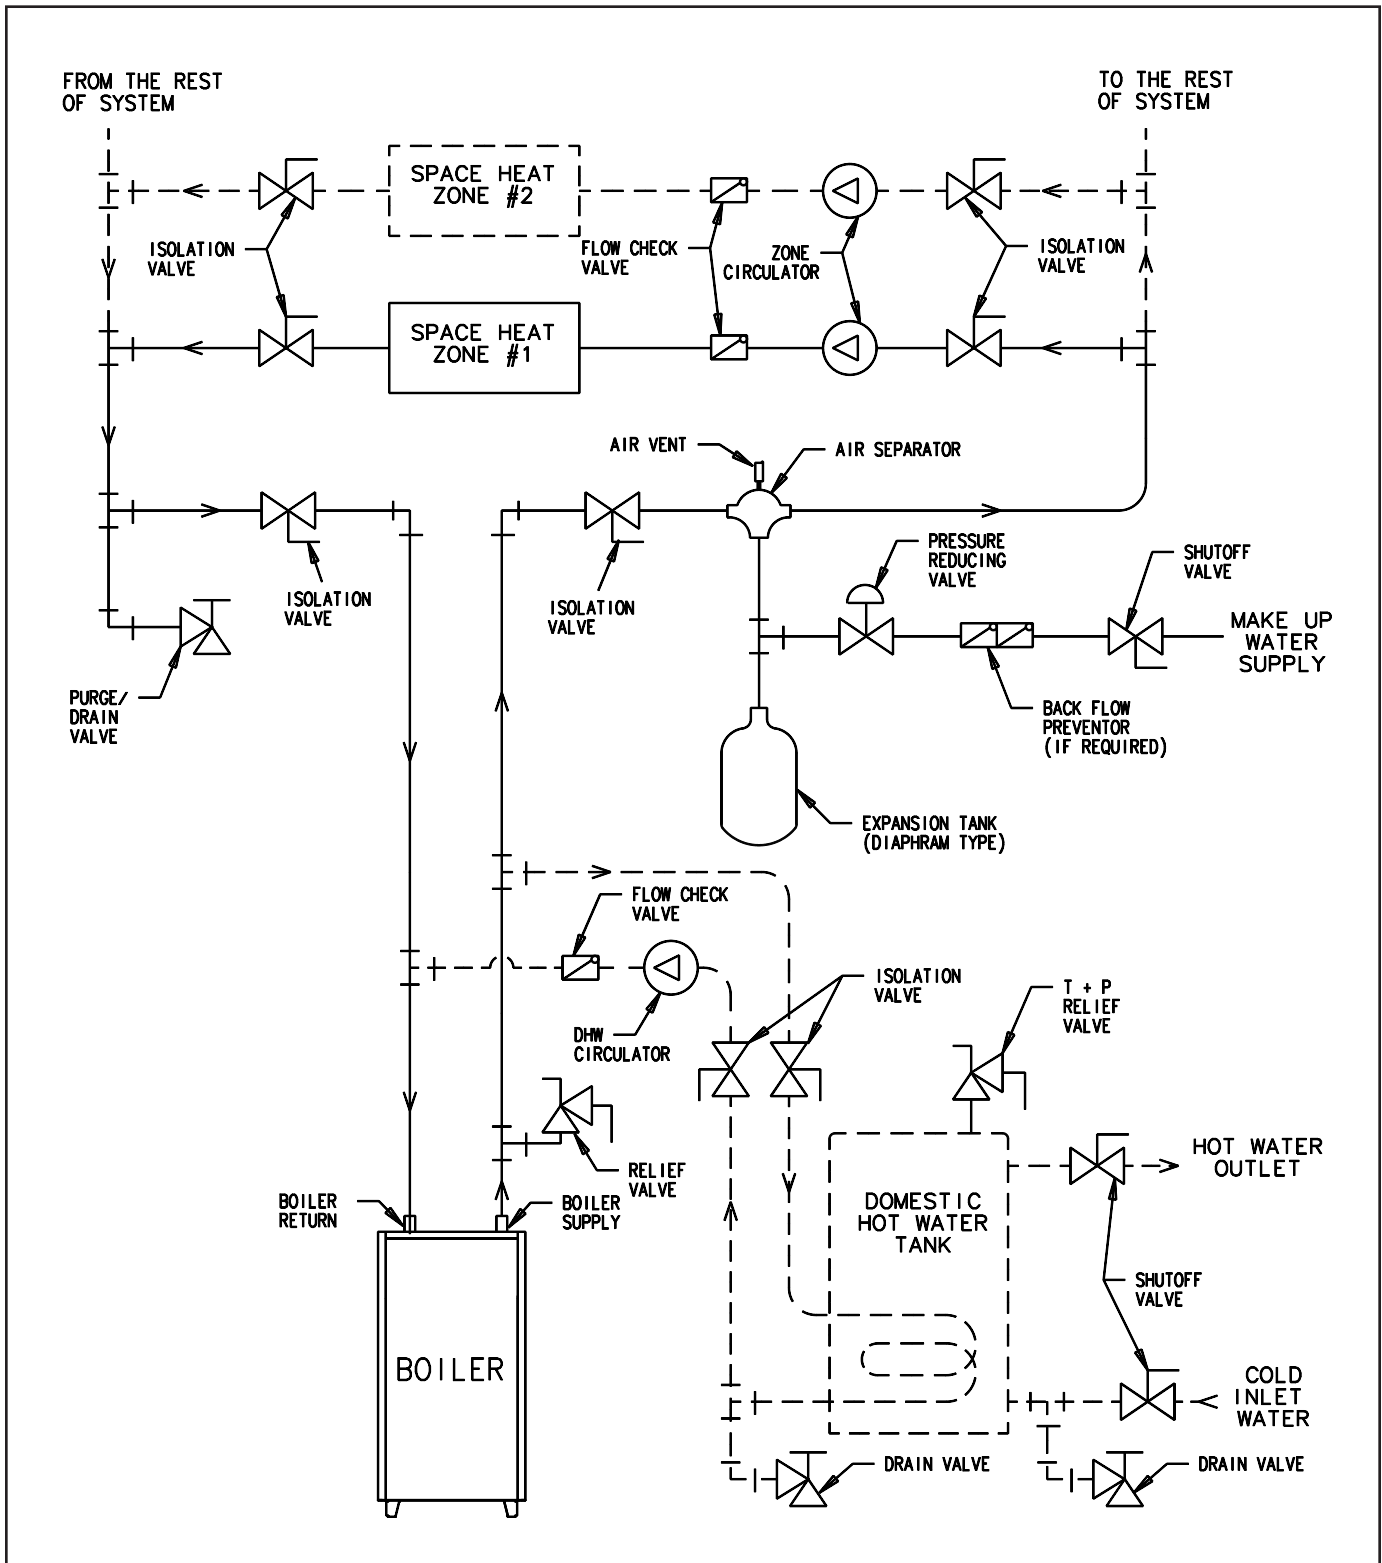 FROM THE REST
OF SYSTEM
TO THE REST
OF SYSTEM
SPACE HEAT
ZONE #2
ISOLATION
VALVE
FLOW CHECK
VALVE
ZONE
CIRCULATOR
ISOLATION
VALVE
SPACE HEAT
ZONE #1
AIR VENT
AIR SEPARATOR
ISOLATION
VALVE
ISOLATION
VALVE
PRESSURE
REDUCING
VALVE
SHUTOFF
VALVE
MAKE UP
WATER
SUPPLY
PURGE/
DRAIN
VALVE
BACK FLOW
PREVENTOR
(IF REQUIRED)
EXPANSION TANK
(DIAPHRAM TYPE)
FLOW CHECK
VALVE
DHW
CIRCULATOR
ISOLATION
VALVE
T + P
RELIEF
VALVE
RELIEF
VALVE
BOILER
RETURN
BOILER
SUPPLY
DOMESTIC
HOT WATER
TANK
HOT WATER
OUTLET
SHUTOFF
VALVE
BOILER
COLD
INLET
WATER
DRAIN VALVE
DRAIN VALVE